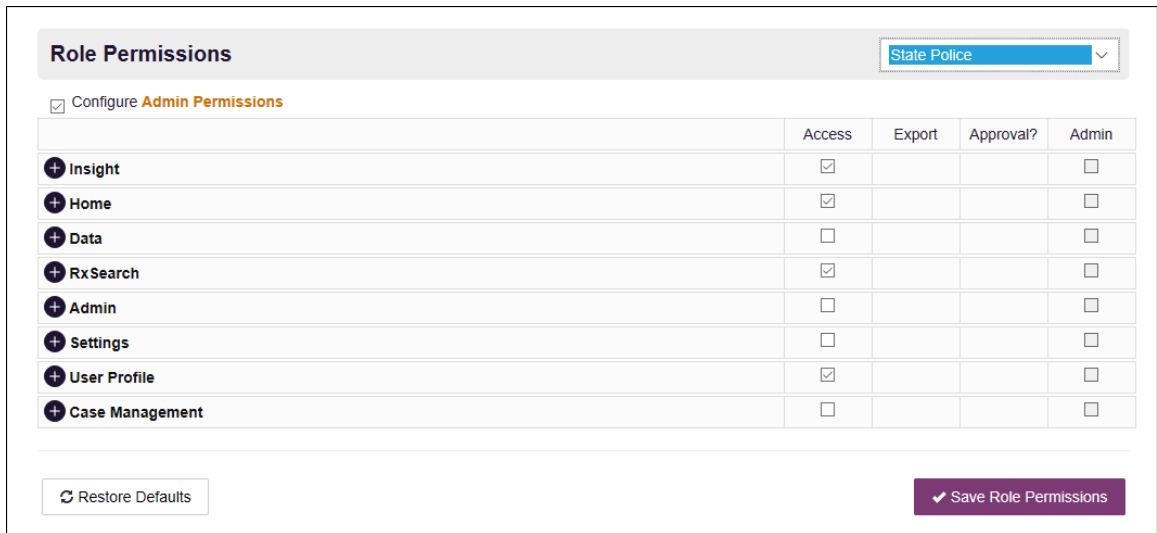 Role Permissions
State Police
Configure Admin Permissions
Access Export Approval? Admin
Insight
Home
Data
RxSearch
Admin
Settings
User Profile
Case Management
Restore Defaults
Save Role Permissions